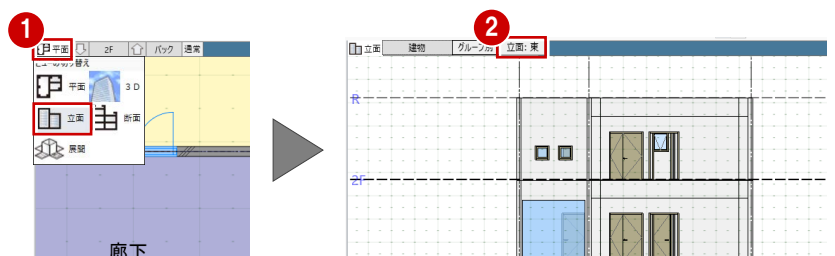 1
平面 2F バック 通常
ビューの切り替え
平面 3D
立面 断面
展開
廊下
2
立面 建物 グルーン別 立面: 東
R
2F